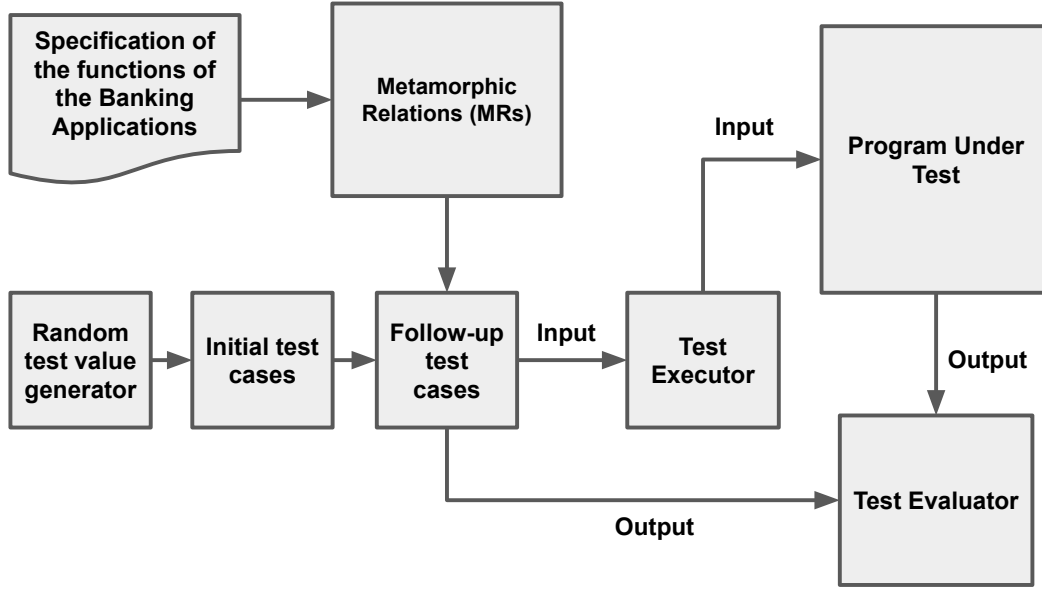 Specification of
the functions of
the Banking
Applications
Metamorphic
Relations (MRs)
Input
Program Under
Test
Random
test value
generator
Initial test
cases
Follow-up
test
cases
Input
Test
Executor
Output
Test Evaluator
Output